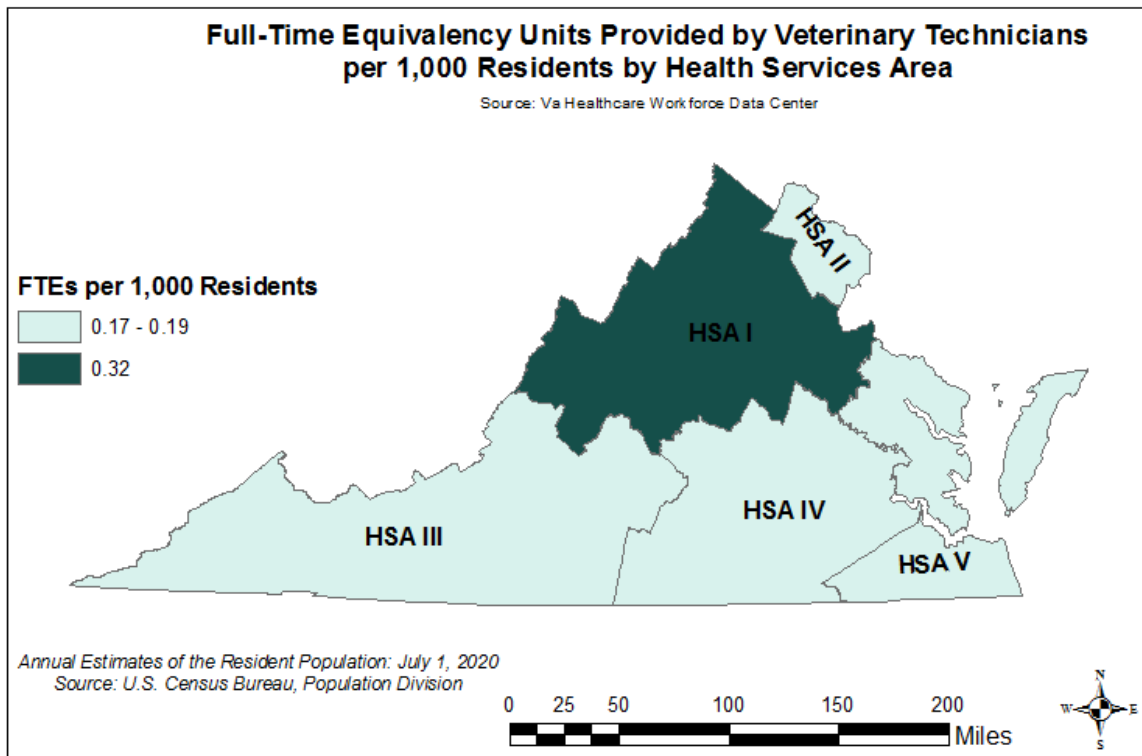 Full-Time Equivalency Units Provided by Veterinary Technicians
per 1,000 Residents by Health Services Area
Source: Va Healthcare Workforce Data Center
HSA II
FTEs per 1,000 Residents
0.17 - 0.19
0.32
HSA I
HSA III
HSA IV
HSA V
Annual Estimates of the Resident Population: July 1, 2020
Source: U.S. Census Bureau, Population Division
0 25 50 100 150 200
Miles
N
W E
S